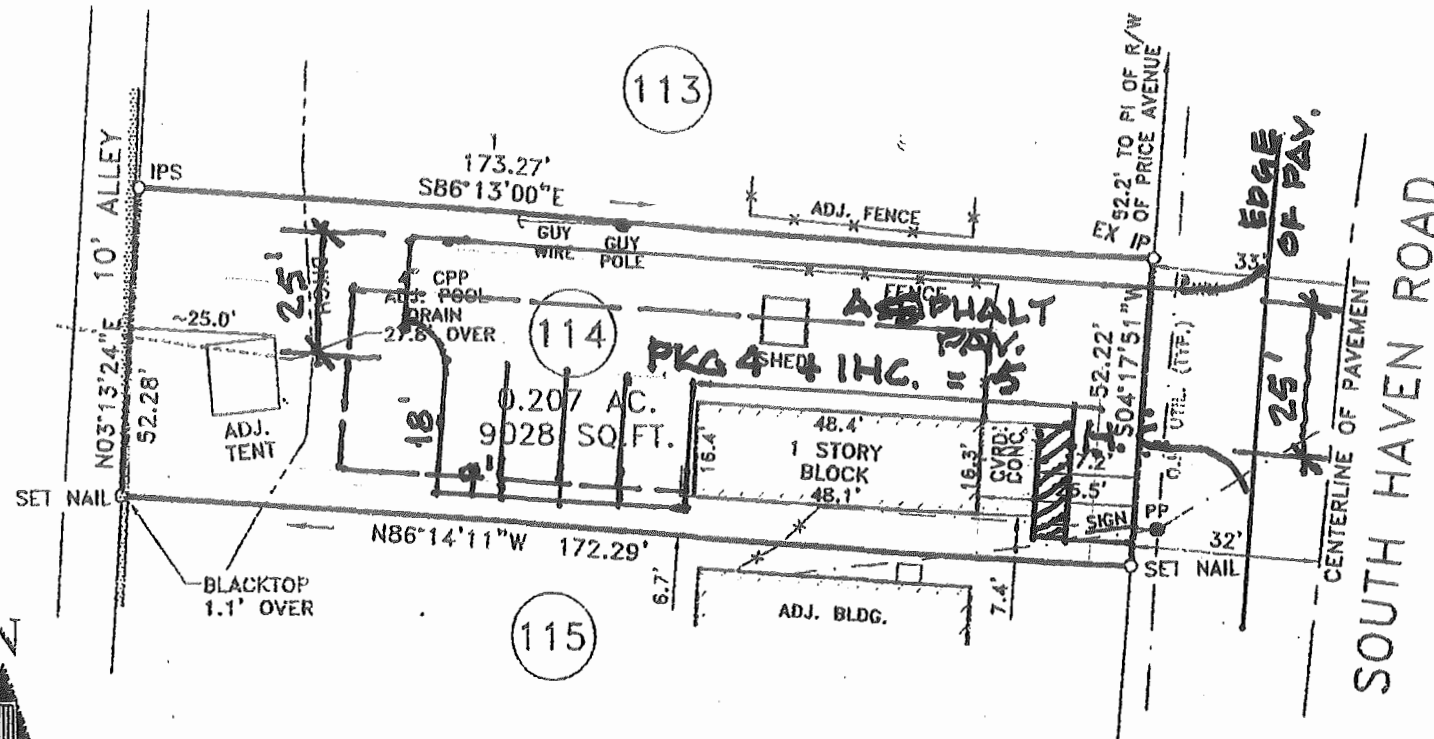 113
10' ALLEY
IPS
173.27'
S86°13'00"E
ADJ. FENCE
EX IP
52.2' TO PI OF R/W
OF PRICE AVENUE
EDGE
OF PAV.
GUY
WIRE
GUY
POLE
33'
25'
CPP
ADJ. POOL
DRAIN
27.8' OVER
FENCE
ASPHALT
PAV.
~25.0'
114
SHED
PKG 4 4 1HC. = 5
N03°13'24"E
52.28'
ADJ.
TENT
18'
9'
0.207 AC.
9028 SQ.FT.
48.4'
1 STORY
BLOCK
48.1'
16.4'
16.3'
CVRD.
CONC.
7.2'
52.22'
S04°17'51"W
UTIL. (TYP.)
25'
CENTERLINE OF PAVEMENT
SOUTH HAVEN ROAD
SIGN
PP
32'
SET NAIL
SET NAIL
N86°14'11"W 172.29'
BLACKTOP
1.1' OVER
6.7'
7.4'
ADJ. BLDG.
115